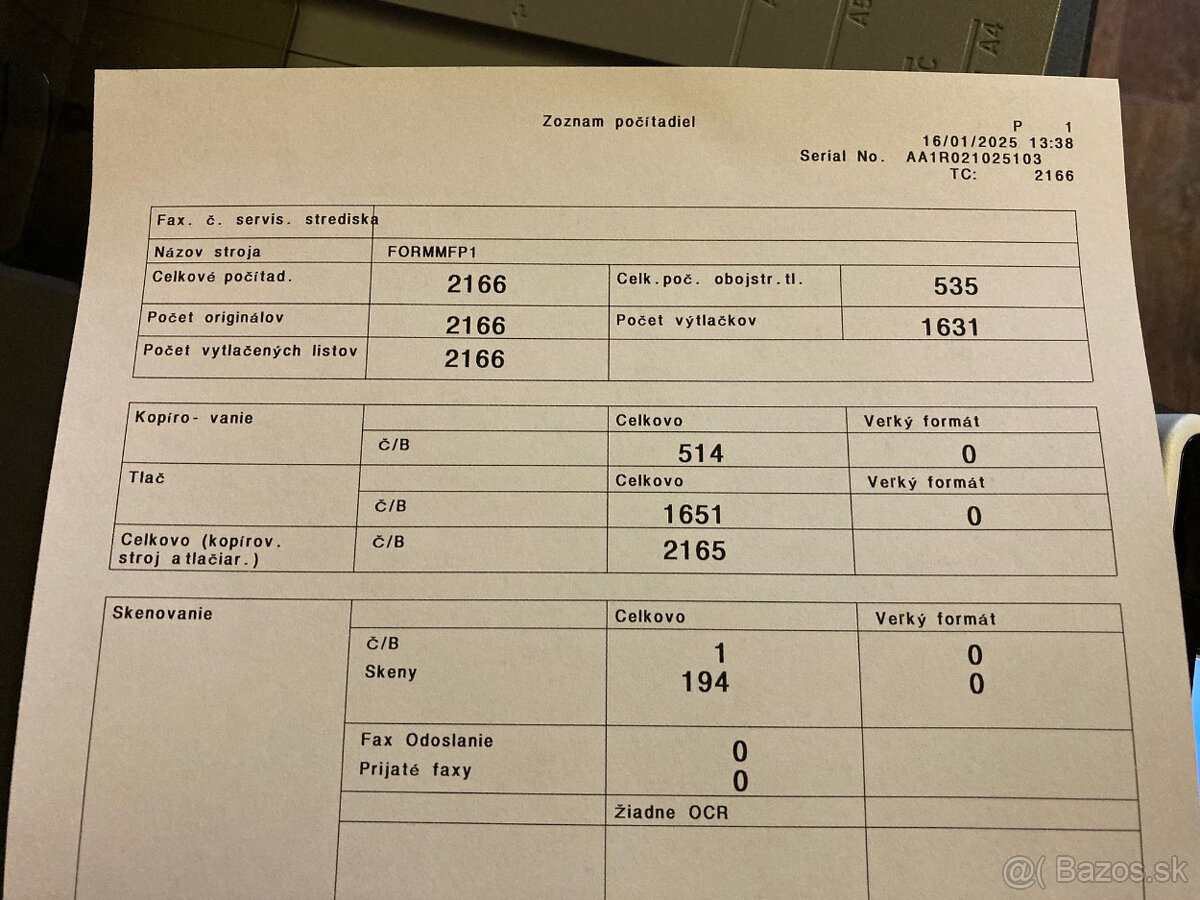 A5
A4
Zoznam počítadiel
P 1
16/01/2025 13:38
Serial No. AA1R021025103
TC: 2166
Fax. č. servis. strediska
Názov stroja FORMMFP1
Celkové počítad. 2166 Celk.poč. obojstr.tl. 535
Počet originálov 2166 Počet výtlačkov 1631
Počet vytlačených listov 2166
Kopíro- vanie Celkovo Veľký formát
Č/B 514 0
Tlač Celkovo Veľký formát
Č/B 1651 0
Celkovo (kopírov.
stroj a tlačiar.) Č/B 2165
Skenovanie Celkovo Veľký formát
Č/B 1 0
Skeny 194 0
Fax Odoslanie 0
Prijaté faxy 0
Žiadne OCR
@( Bazos.sk